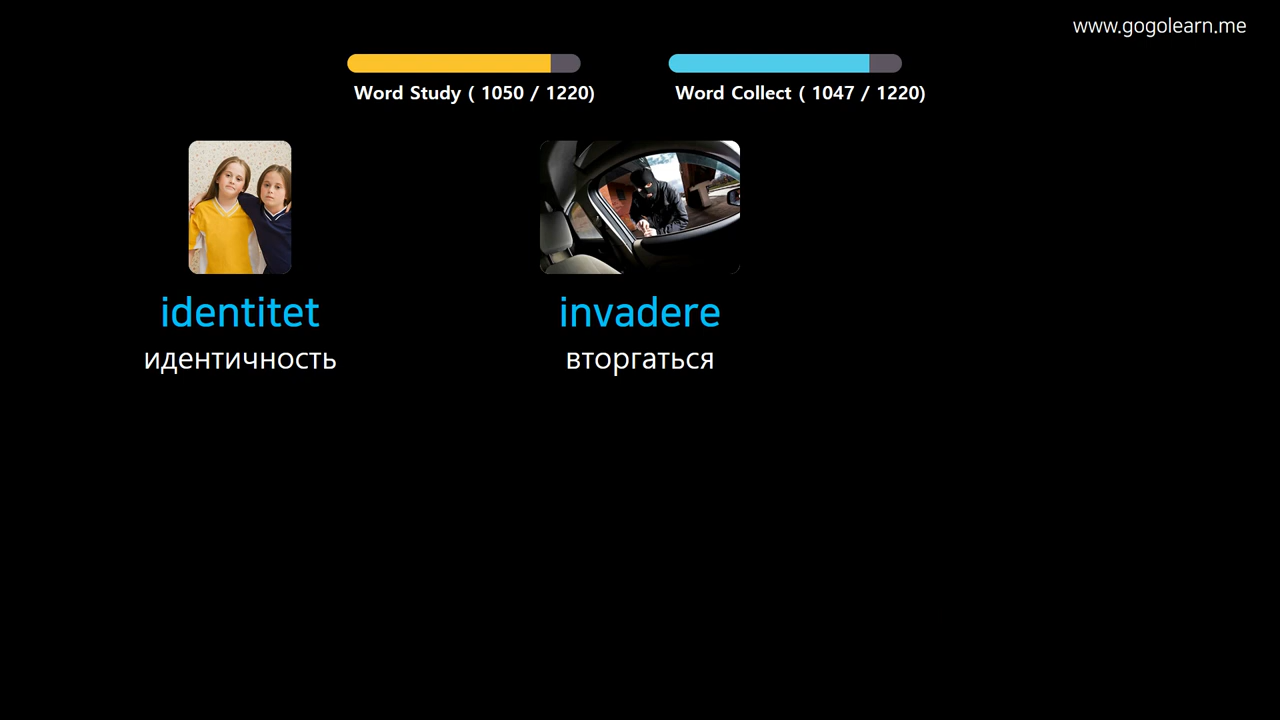 www.gogolearn.me
Word Study ( 1050 / 1220)
Word Collect ( 1047 / 1220)
identitet
идентичность
invadere
вторгаться